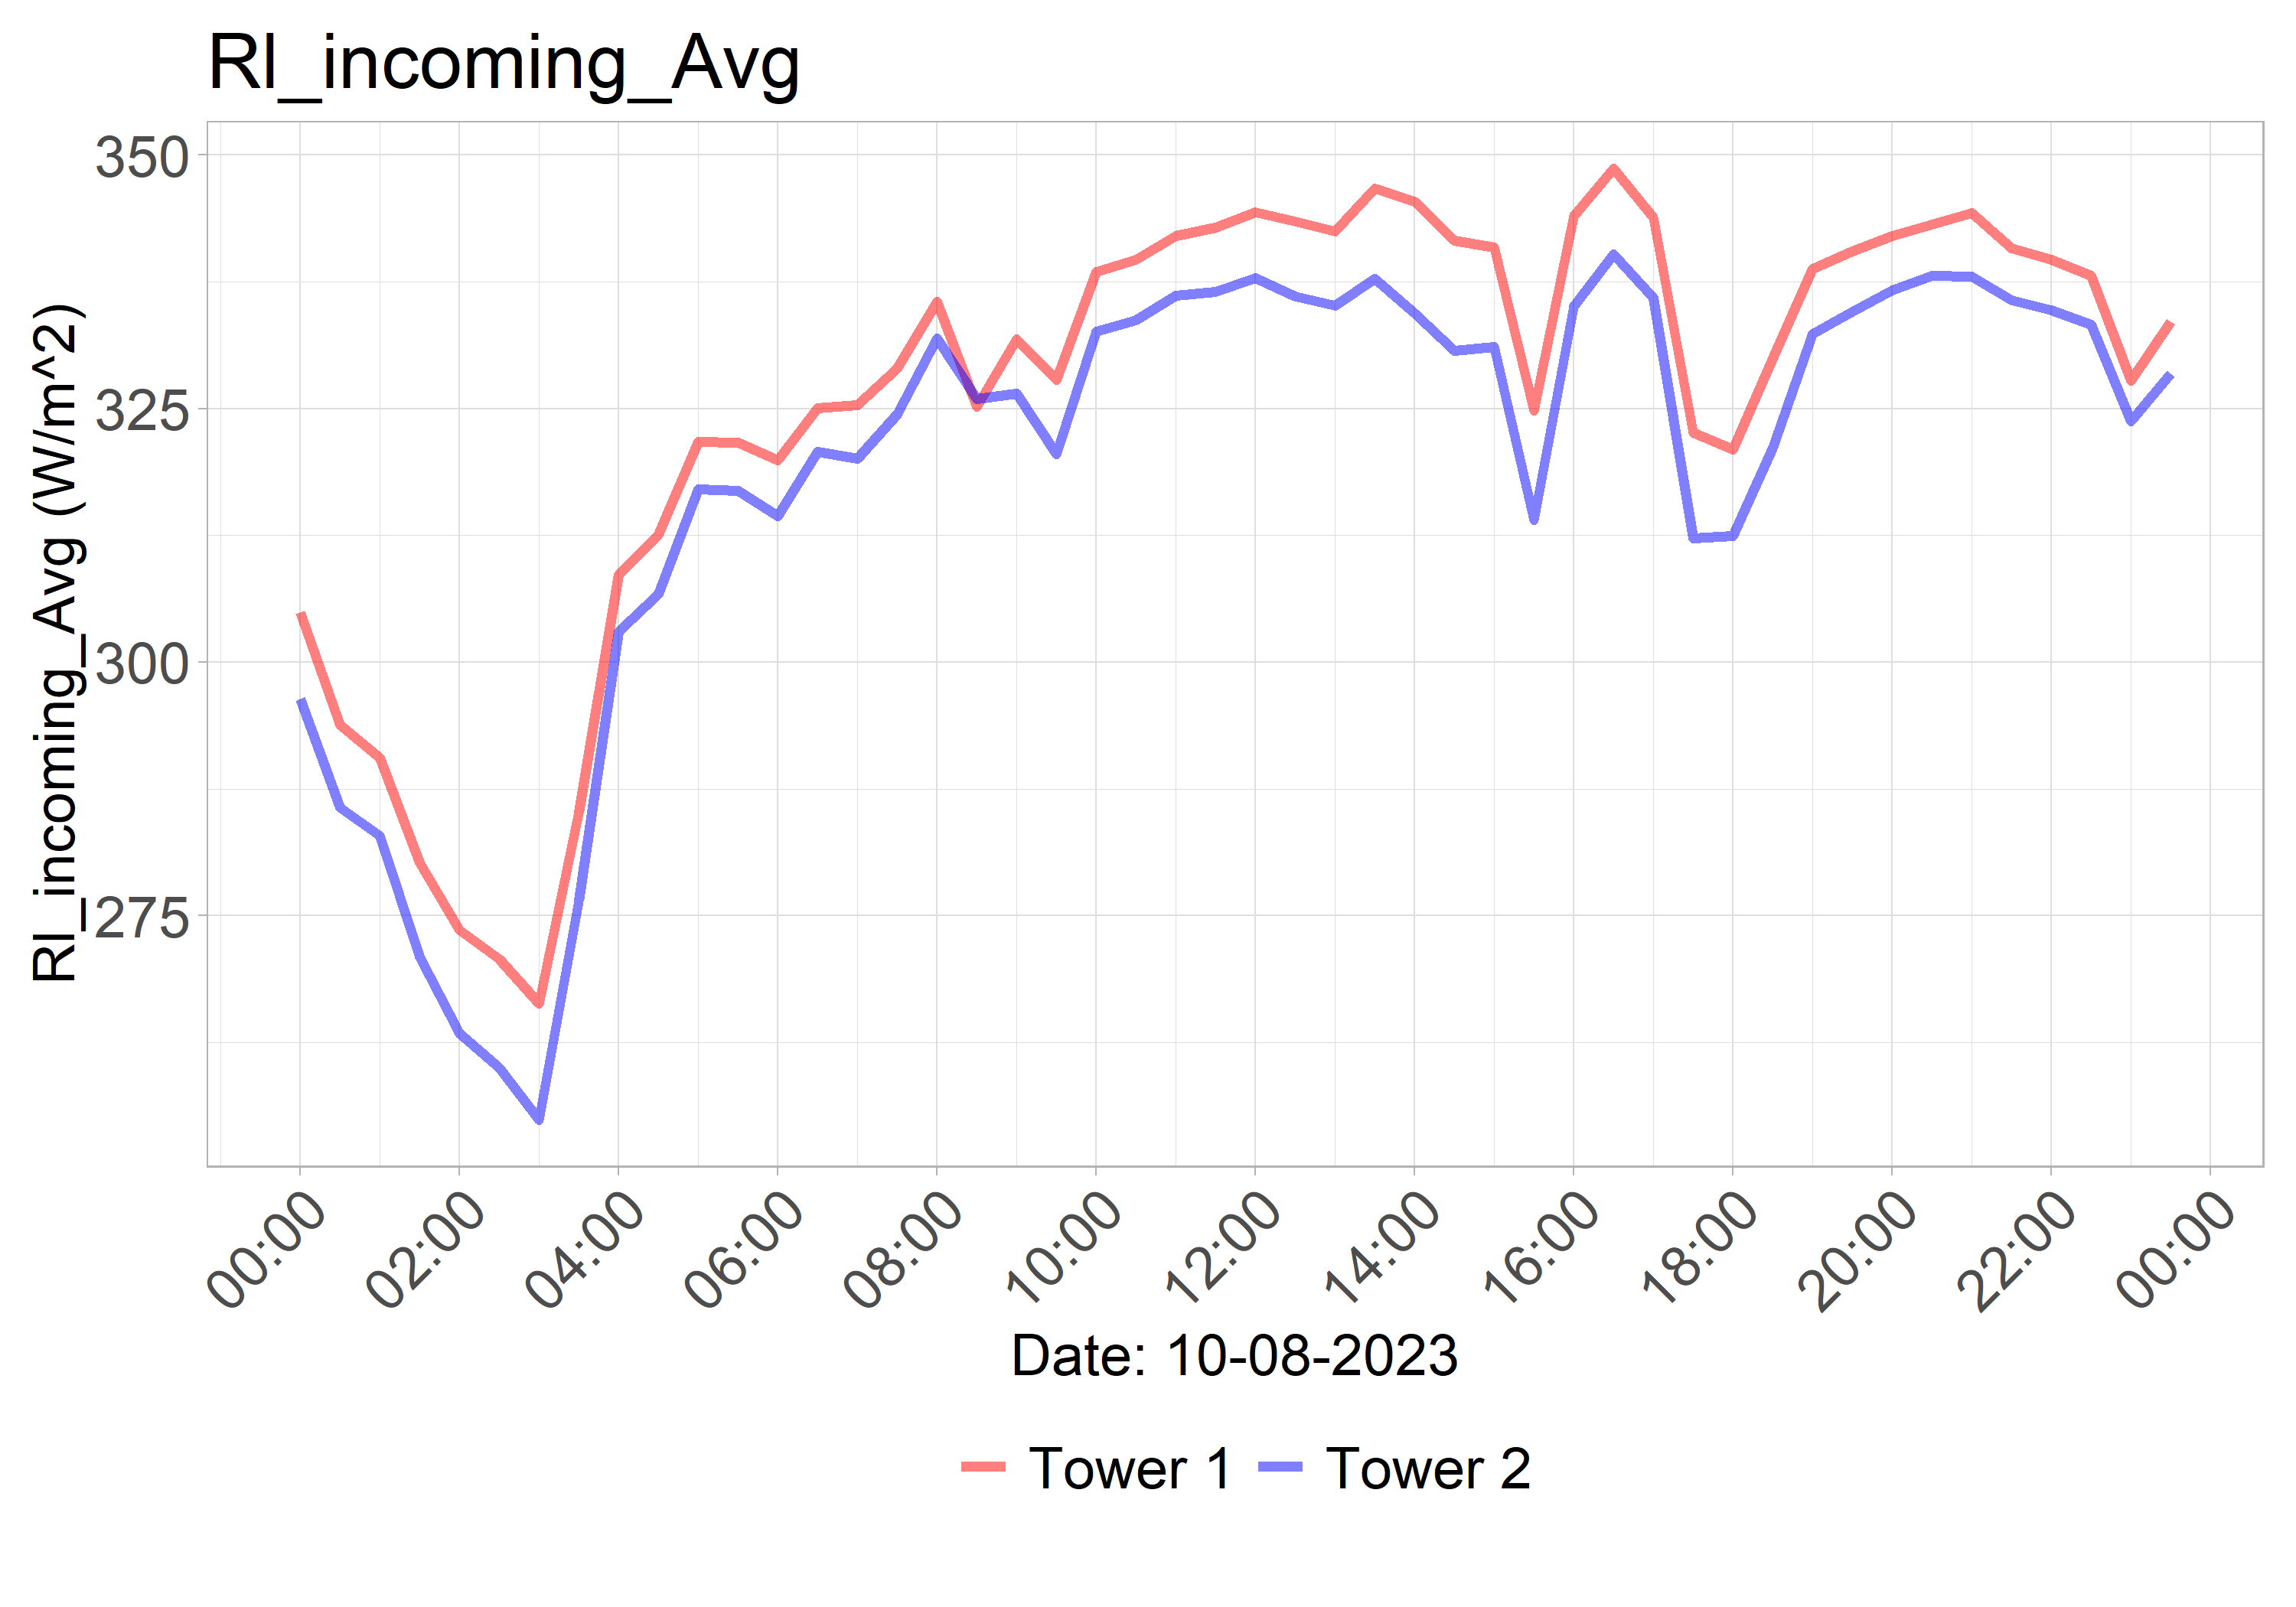 Rl_incoming_Avg
Rl_incoming_Avg (W/m^2)
350
325
300
275
00:00 02:00 04:00 06:00 08:00 10:00 12:00 14:00 16:00 18:00 20:00 22:00 00:00
Date: 10-08-2023
Tower 1 Tower 2